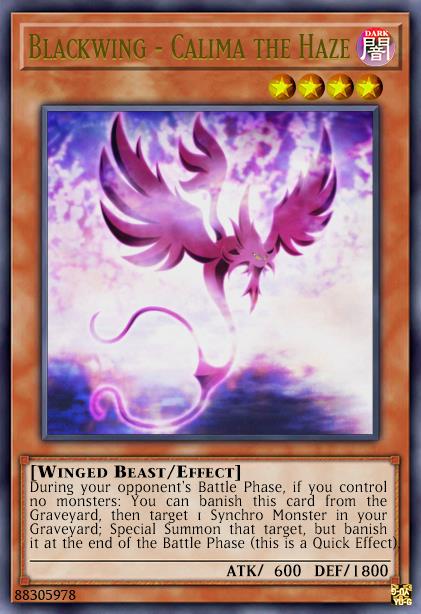 Blackwing - Calima the Haze
DARK
闇
[Winged Beast/Effect]
During your opponent's Battle Phase, if you control
no monsters: You can banish this card from the
Graveyard, then target 1 Synchro Monster in your
Graveyard; Special Summon that target, but banish
it at the end of the Battle Phase (this is a Quick Effect).
ATK/ 600 DEF/1800
88305978